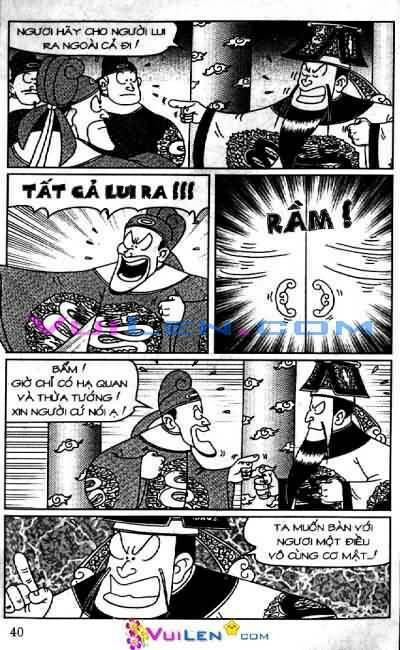 NGƯƠI HÃY CHO NGƯỜI LUI
RA NGOÀI CẢ ĐI!
TẤT CẢ LUI RA!!!
RẦM!
VuiLen.com
BẨM!
GIỜ CHỈ CÓ HẠ QUAN
VÀ THỪA TƯỚNG!
XIN NGƯỜI CỨ NÓI Ạ!
TA MUỐN BÀN VỚI
NGƯƠI MỘT ĐIỀU
VÔ CÙNG CƠ MẬT...!
40
VuiLen.com